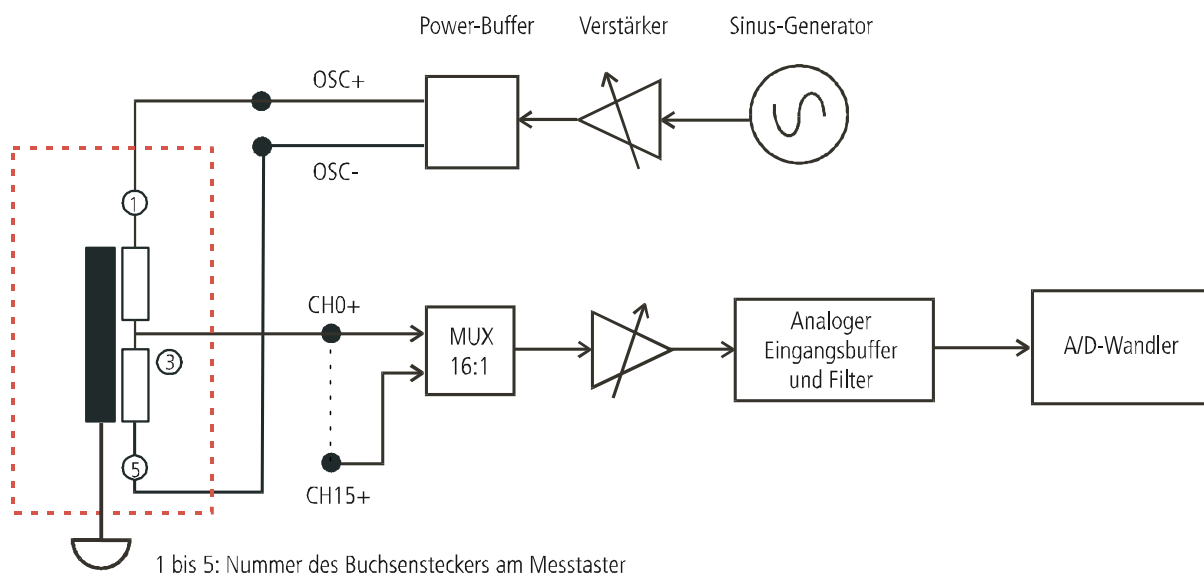 Power-Buffer Verstärker Sinus-Generator
OSC+
OSC-
1
CH0+
MUX
16:1
Analoger
Eingangsbuffer
und Filter
A/D-Wandler
3
5
CH15+
1 bis 5: Nummer des Buchsensteckers am Messtaster